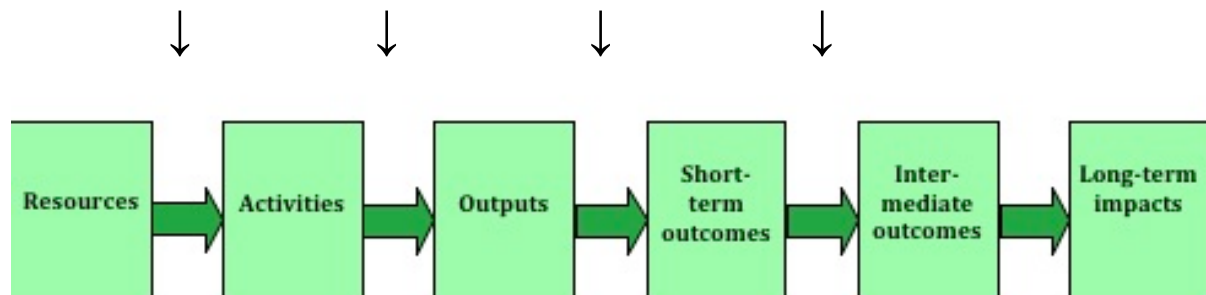 Resources
Activities
Outputs
Short-
term
outcomes
Inter-
mediate
outcomes
Long-term
impacts